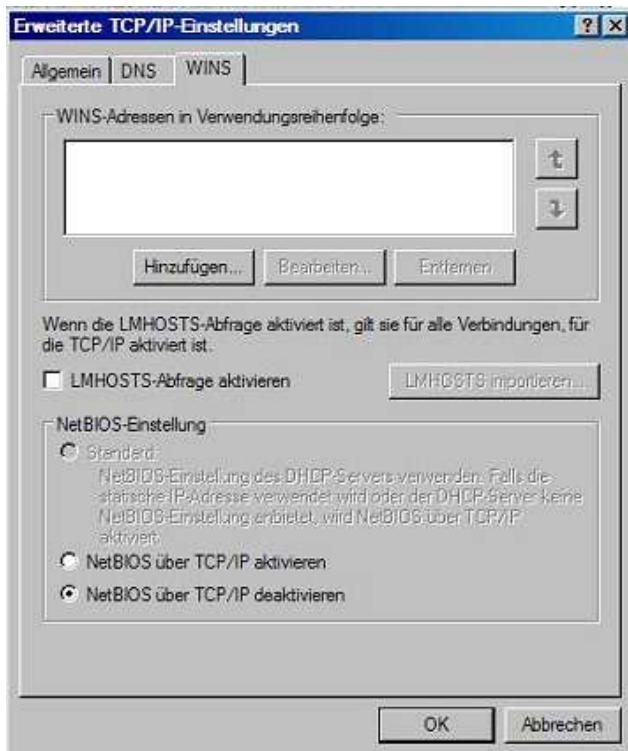 Erweiterte TCP/IP-Einstellungen
Allgemein
DNS
WINS
WINS-Adressen in Verwendungsreihenfolge:
Hinzufügen...
Bearbeiten...
Entfernen
Wenn die LMHOSTS-Abfrage aktiviert ist, gilt sie für alle Verbindungen, für
die TCP/IP aktiviert ist.
LMHOSTS-Abfrage aktivieren
LMHOSTS importieren...
NetBIOS-Einstellung
Standard:
NetBIOS-Einstellung des DHCP-Servers verwenden. Falls die
statische IP-Adresse verwendet wird oder der DHCP-Server keine
NetBIOS-Einstellung anbietet, wird NetBIOS über TCP/IP
aktiviert.
NetBIOS über TCP/IP aktivieren
NetBIOS über TCP/IP deaktivieren
OK
Abbrechen